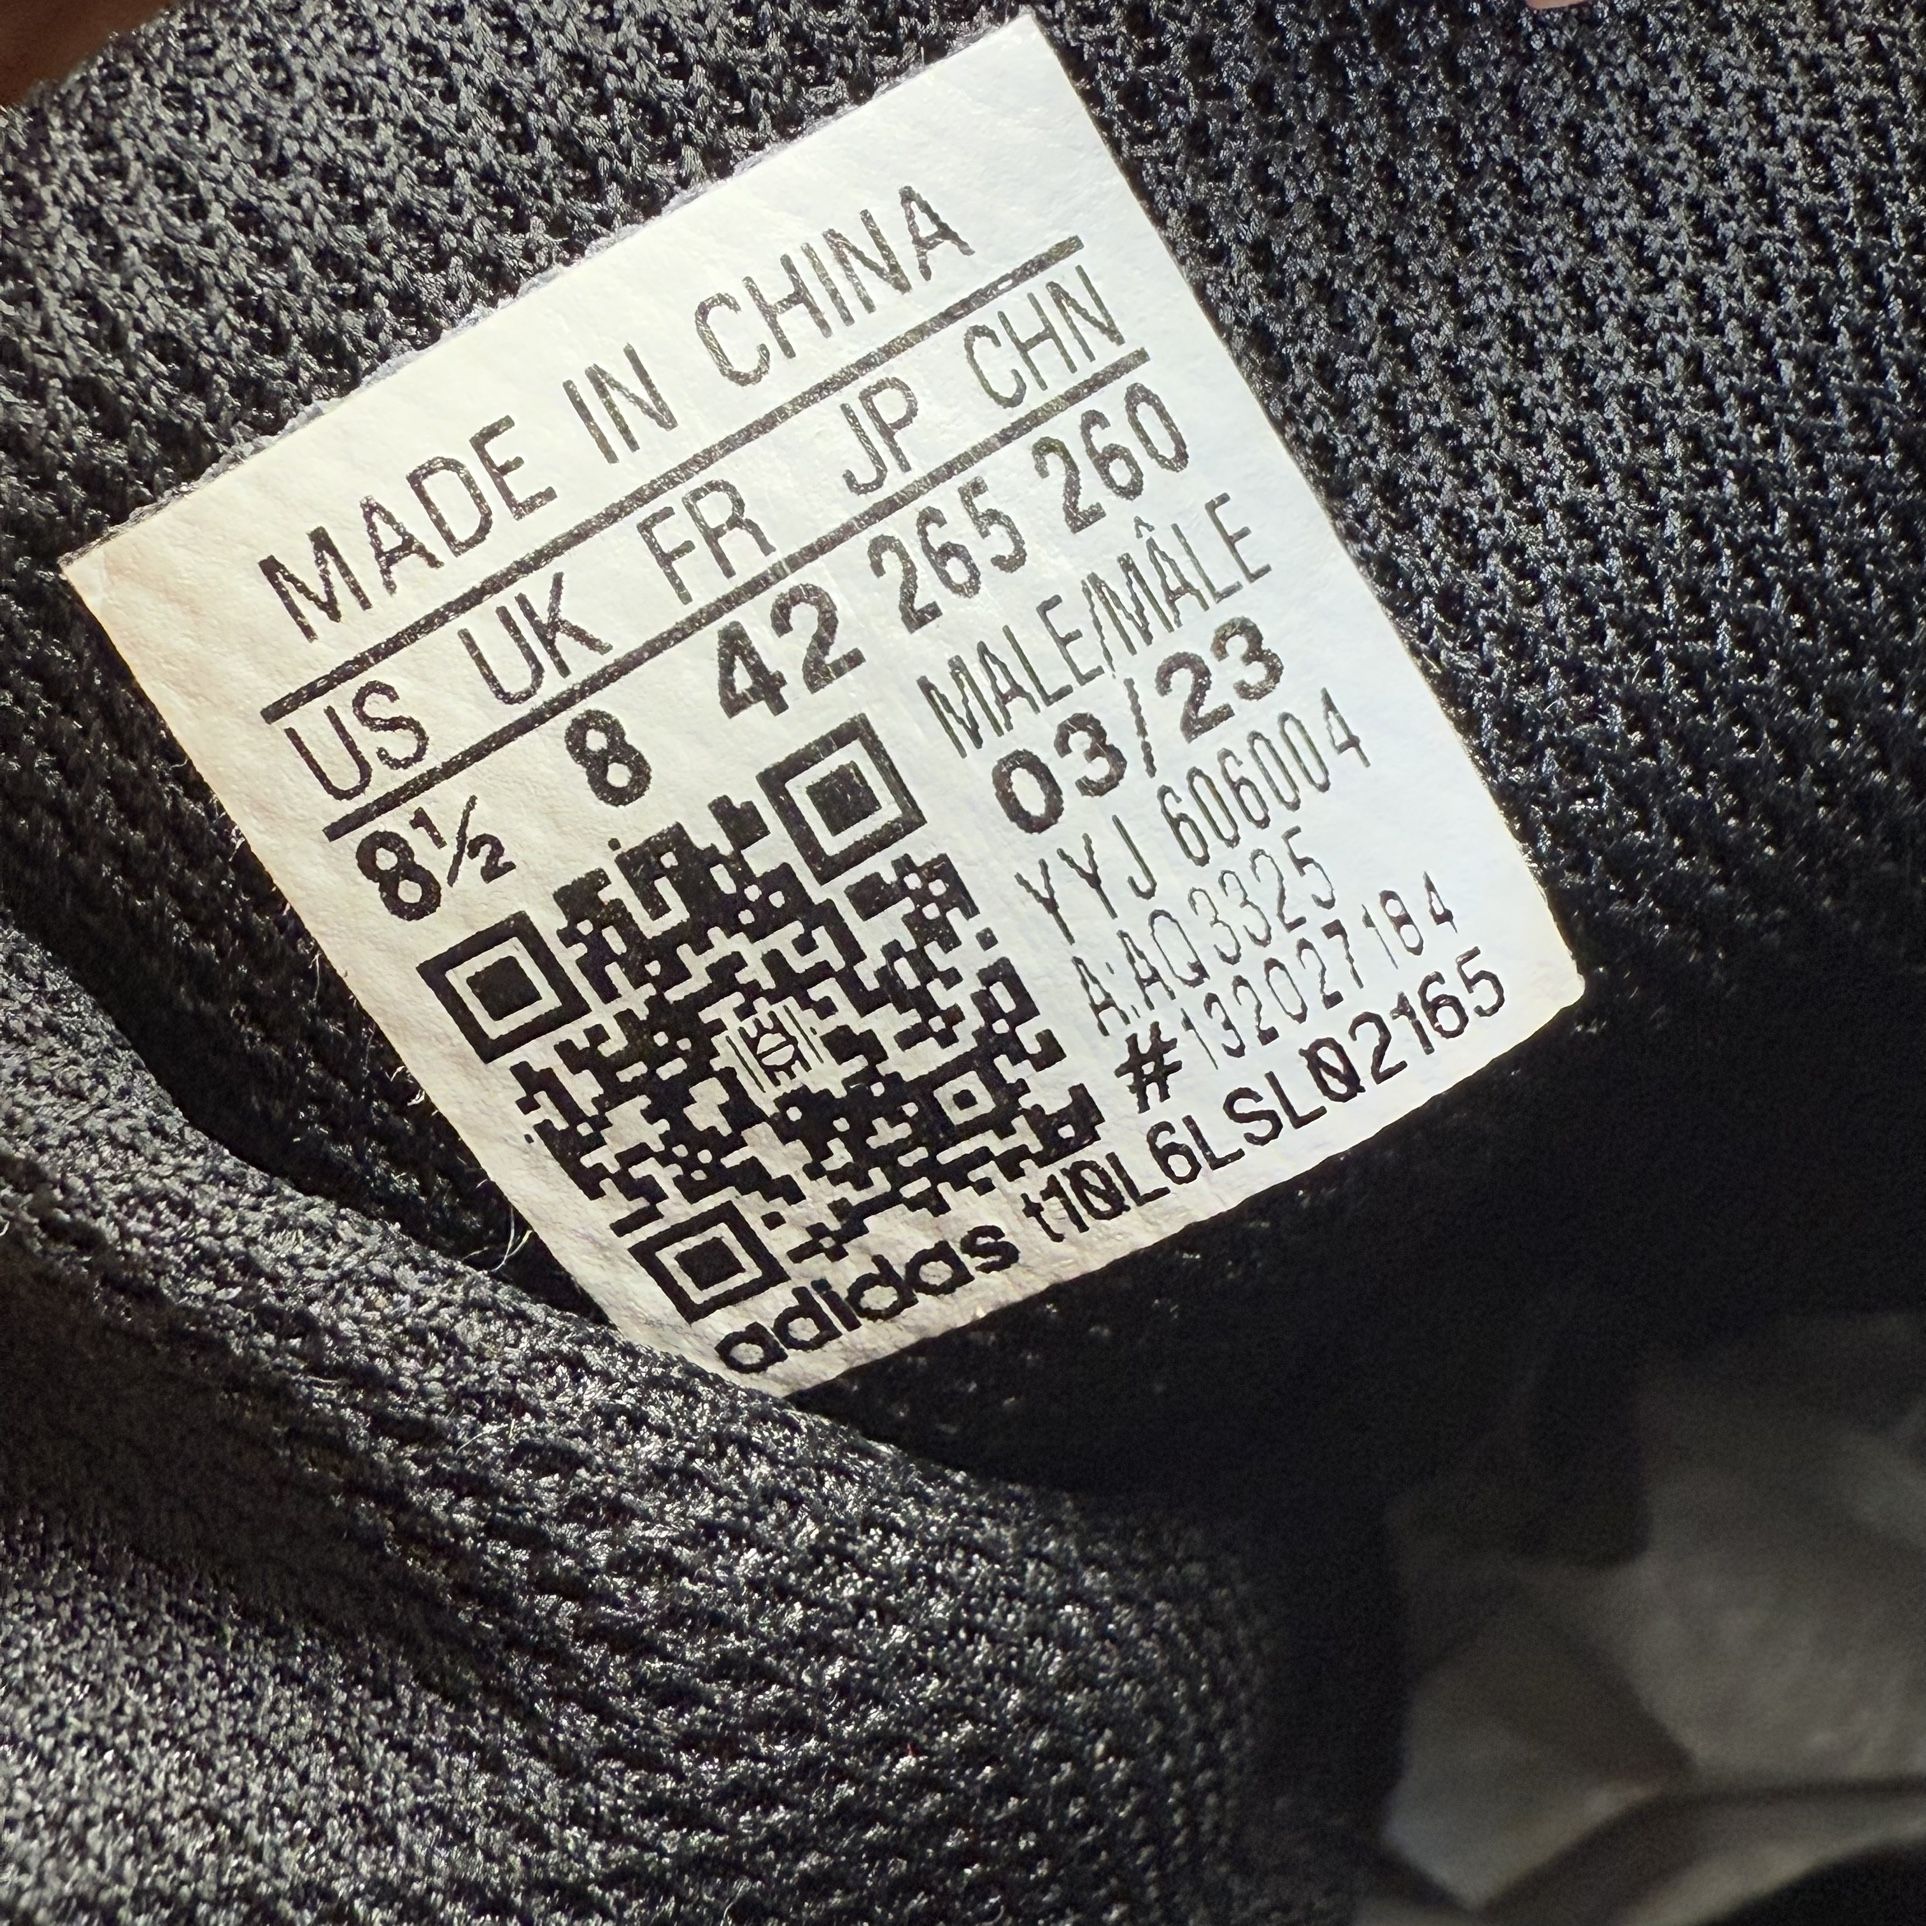 MADE IN CHINA
US UK FR JP CHN
8½ 8 42 265 260
MALE/MÂLE
03/23
YYJ 606004
A:AQ3325
#132027184
adidas t10L6LSL02165